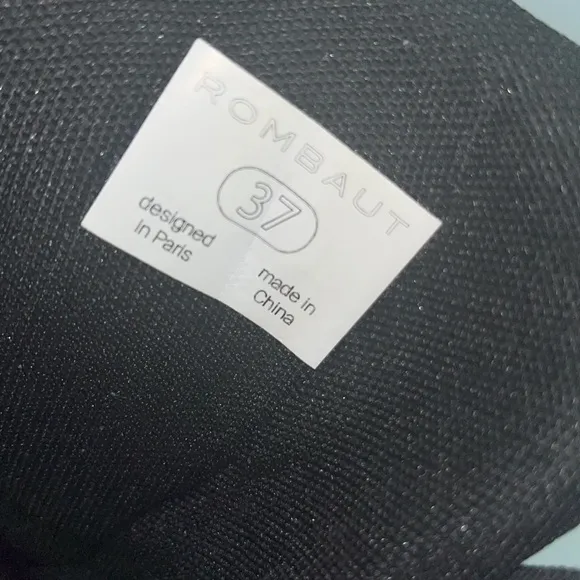 ROMBAUT
37
designed
in Paris
made in
China